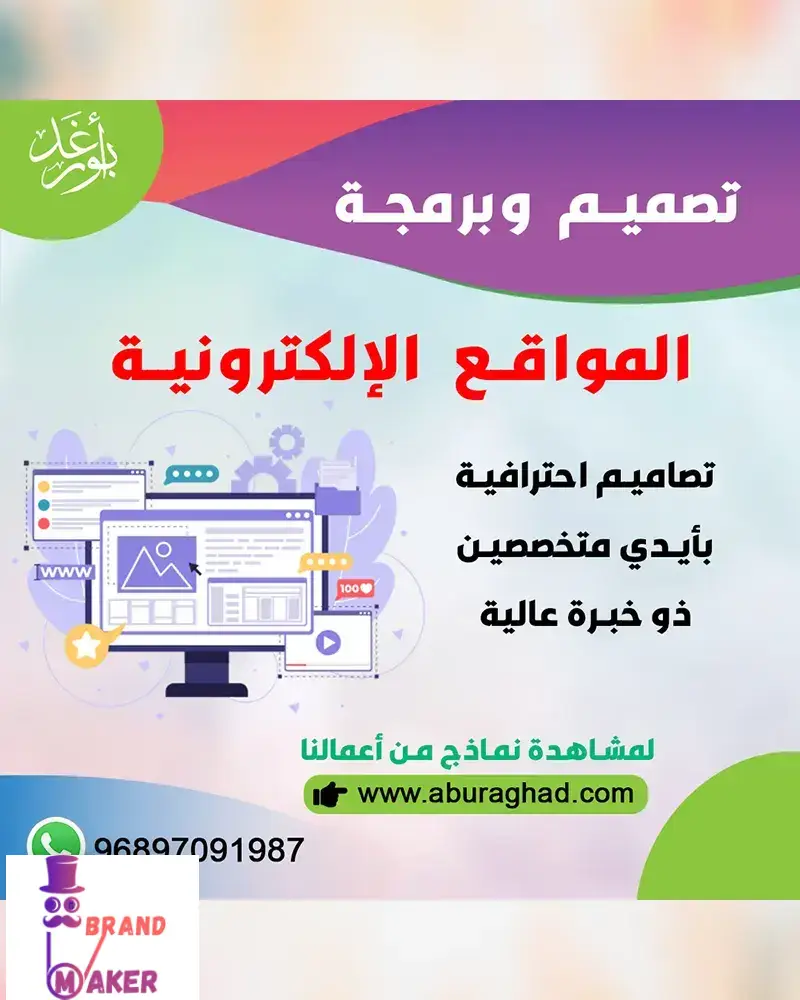 أبورغد
تصميم وبرمجة
المواقع الإلكترونية
تصاميم احترافية
بأيدي متخصصين
ذو خبرة عالية
WWW
100
لمشاهدة نماذج من أعمالنا
www.aburaghad.com
96897091987
BRAND
MAKER